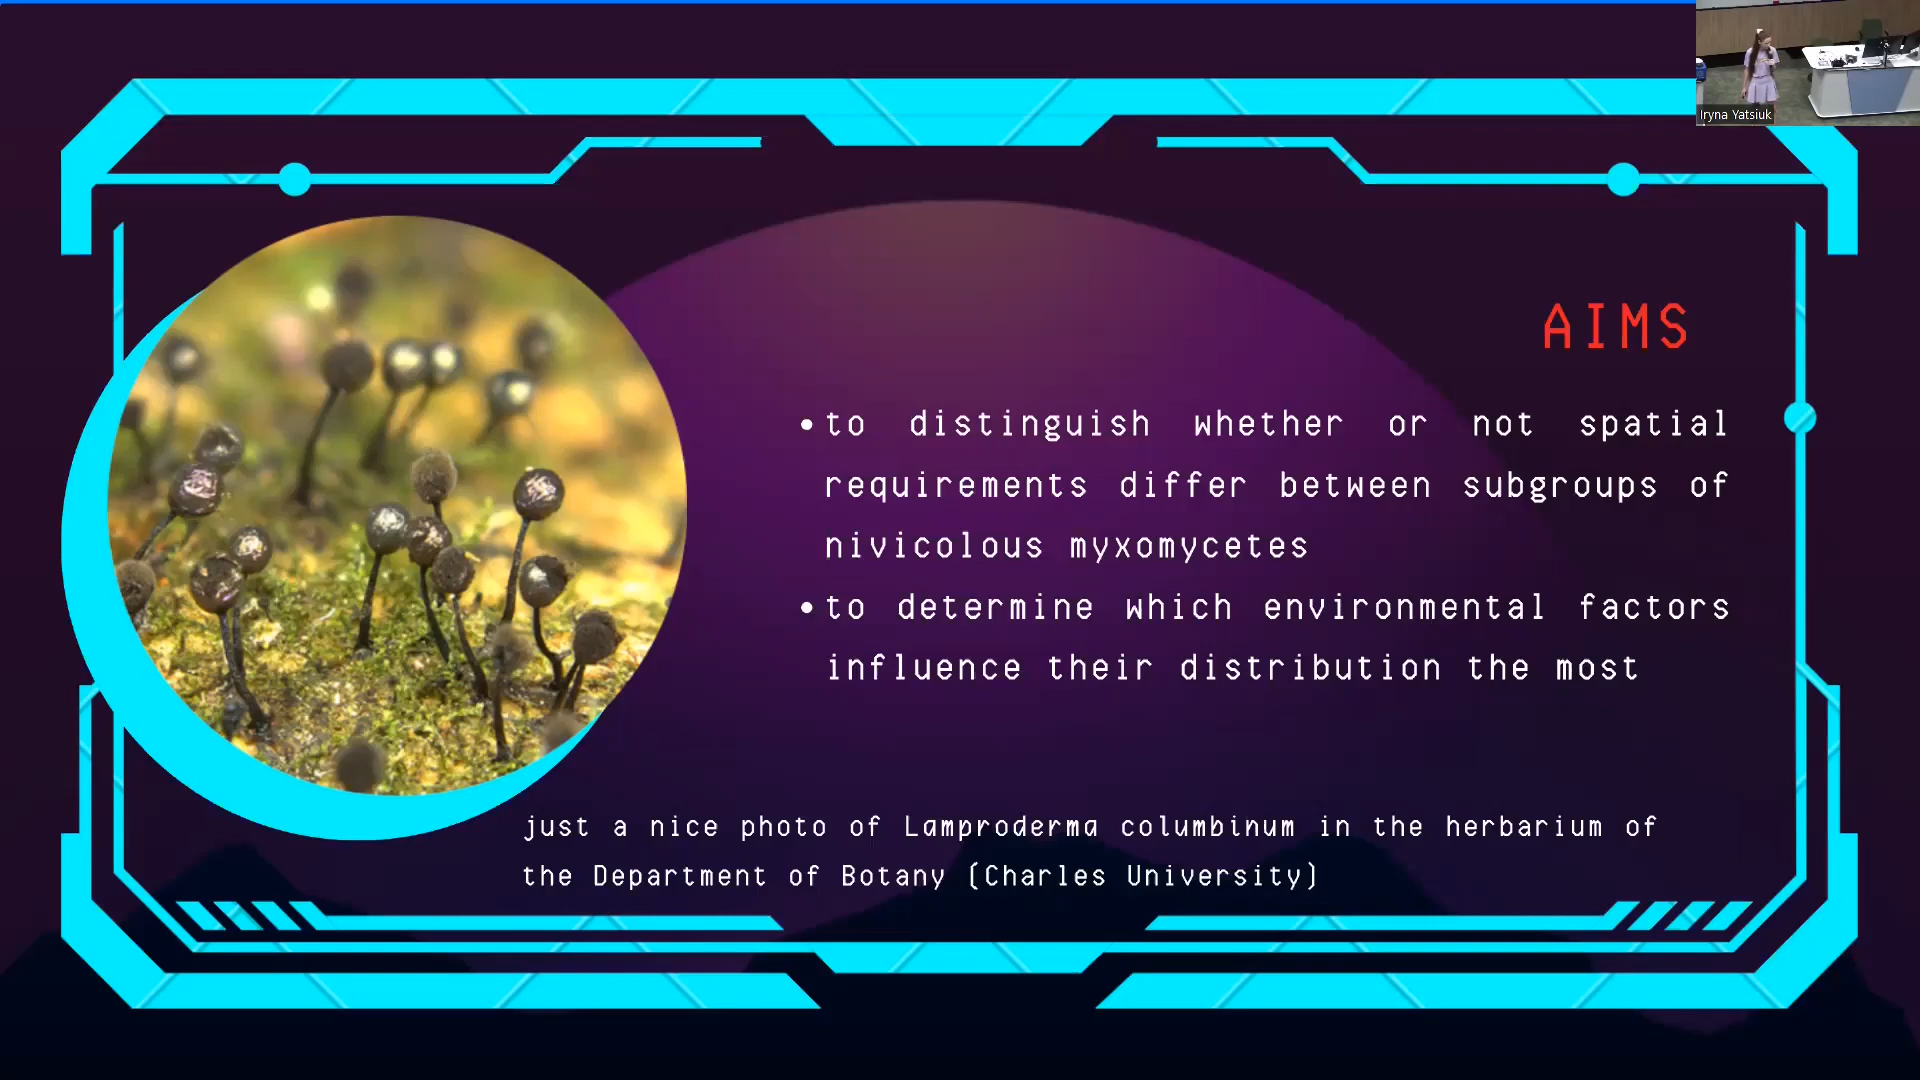 Iryna Yatsiuk
AIMS
•to distinguish whether or not spatial
requirements differ between subgroups of
nivicolous myxomycetes
•to determine which environmental factors
influence their distribution the most
just a nice photo of Lamproderma columbinum in the herbarium of
the Department of Botany (Charles University)